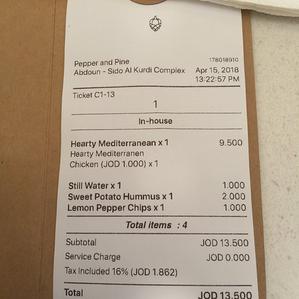 Pepper and Pine 178018910
Abdoun - Sido Al Kurdi Complex Apr 15, 2018
13:22:57 PM
Ticket C1-13
1
In-house
Hearty Mediterranean x 1 9.500
Hearty Mediterranen
Chicken (JOD 1.000) x 1
Still Water x 1 1.000
Sweet Potato Hummus x 1 2.000
Lemon Pepper Chips x 1 1.000
Total items : 4
Subtotal JOD 13.500
Service Charge JOD 0.000
Tax Included 16% (JOD 1.862)
Total JOD 13.500